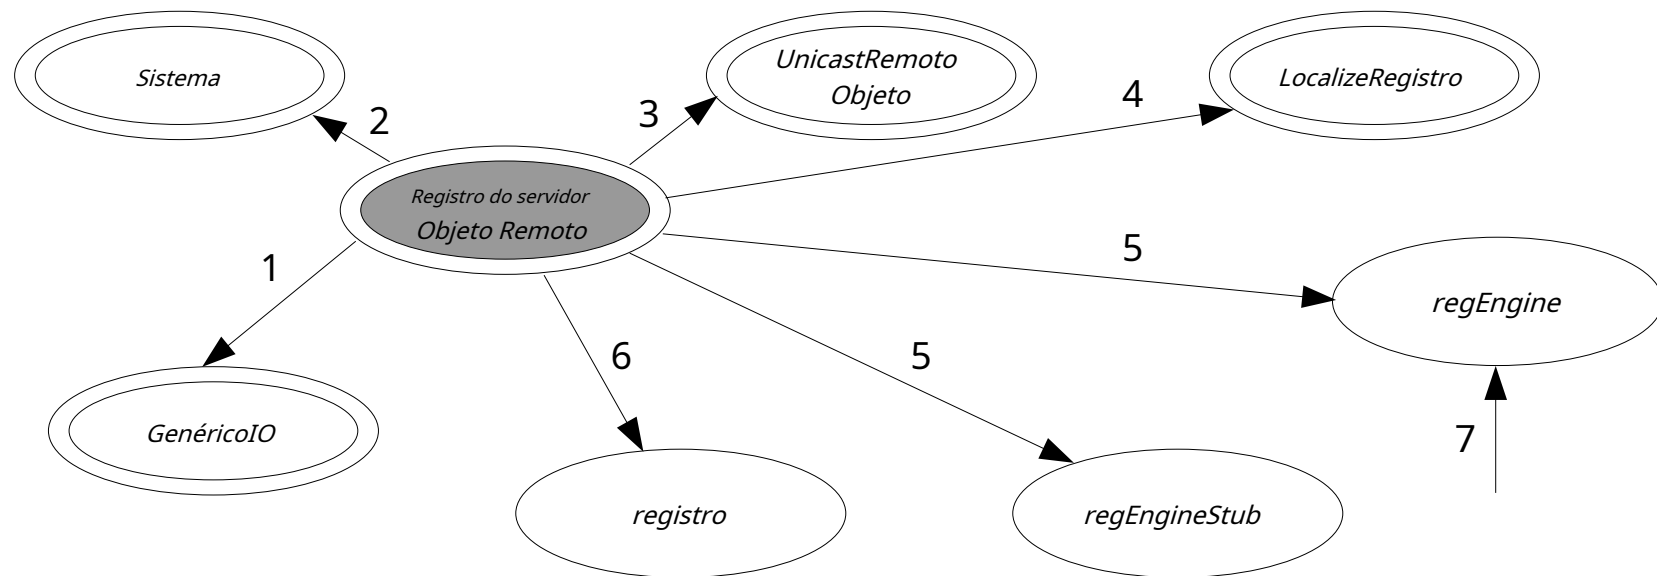 Sistema
UnicastRemoto
Objeto
LocalizeRegistro
2
3
4
Registro do servidor
Objeto Remoto
1
5
regEngine
6
5
7
GenéricoIO
registro
regEngineStub